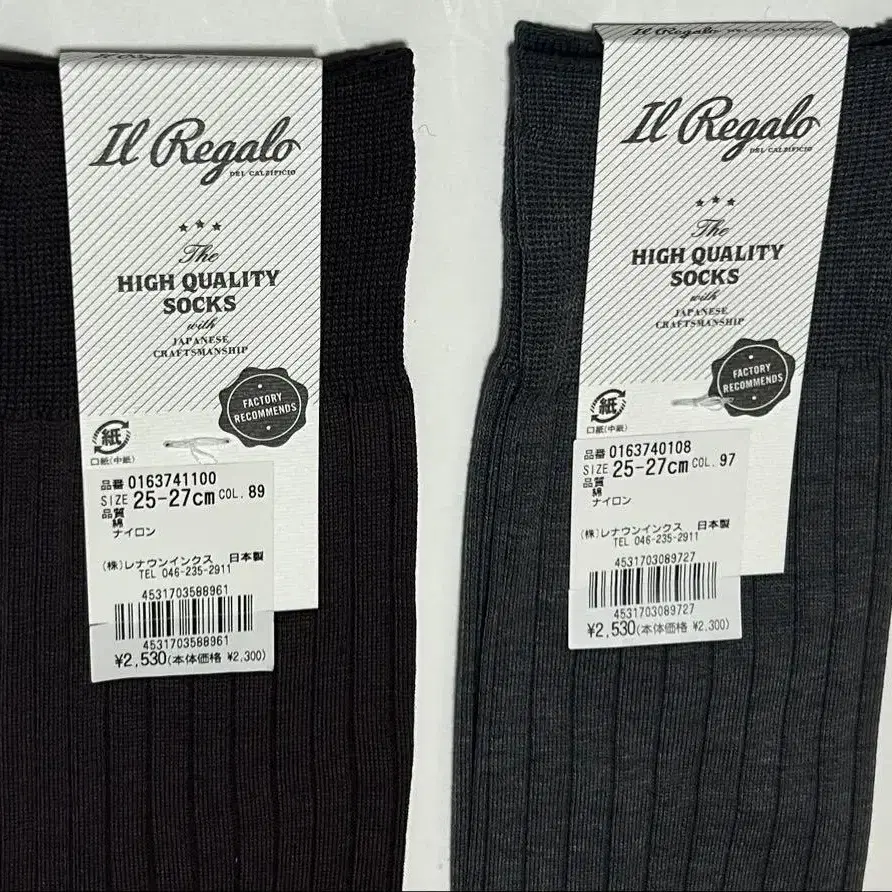 Il Regalo
DEL CALZIFICIO
The
HIGH QUALITY
SOCKS
with
JAPANESE
CRAFTSMANSHIP
FACTORY
RECOMMENDS
紙
口紙(中紙)
品番 0163741100
SIZE 25-27cm COL. 89
品質
綿
ナイロン
(株)レナウンインクス 日本製
TEL 046-235-2911
4531703588961
4531703588961
¥2,530(本体価格 ¥2,300)
Il Regalo
Il Regalo
DEL CALZIFICIO
The
HIGH QUALITY
SOCKS
with
JAPANESE
CRAFTSMANSHIP
FACTORY
RECOMMENDS
紙
口紙(中紙)
品番 0163740108
SIZE 25-27cm COL. 97
品質
綿
ナイロン
(株)レナウンインクス 日本製
TEL 046-235-2911
4531703089727
4531703089727
¥2,530(本体価格 ¥2,300)